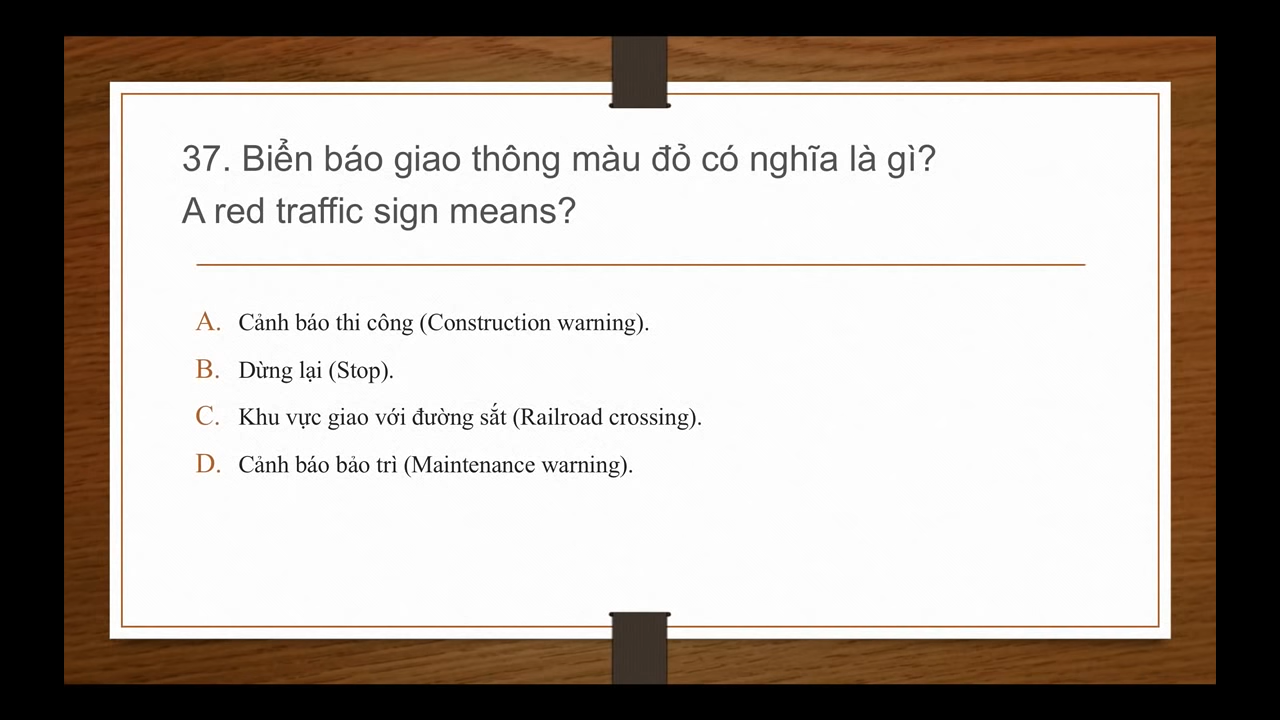 37. Biển báo giao thông màu đỏ có nghĩa là gì?
A red traffic sign means?
A. Cảnh báo thi công (Construction warning).
B. Dừng lại (Stop).
C. Khu vực giao với đường sắt (Railroad crossing).
D. Cảnh báo bảo trì (Maintenance warning).